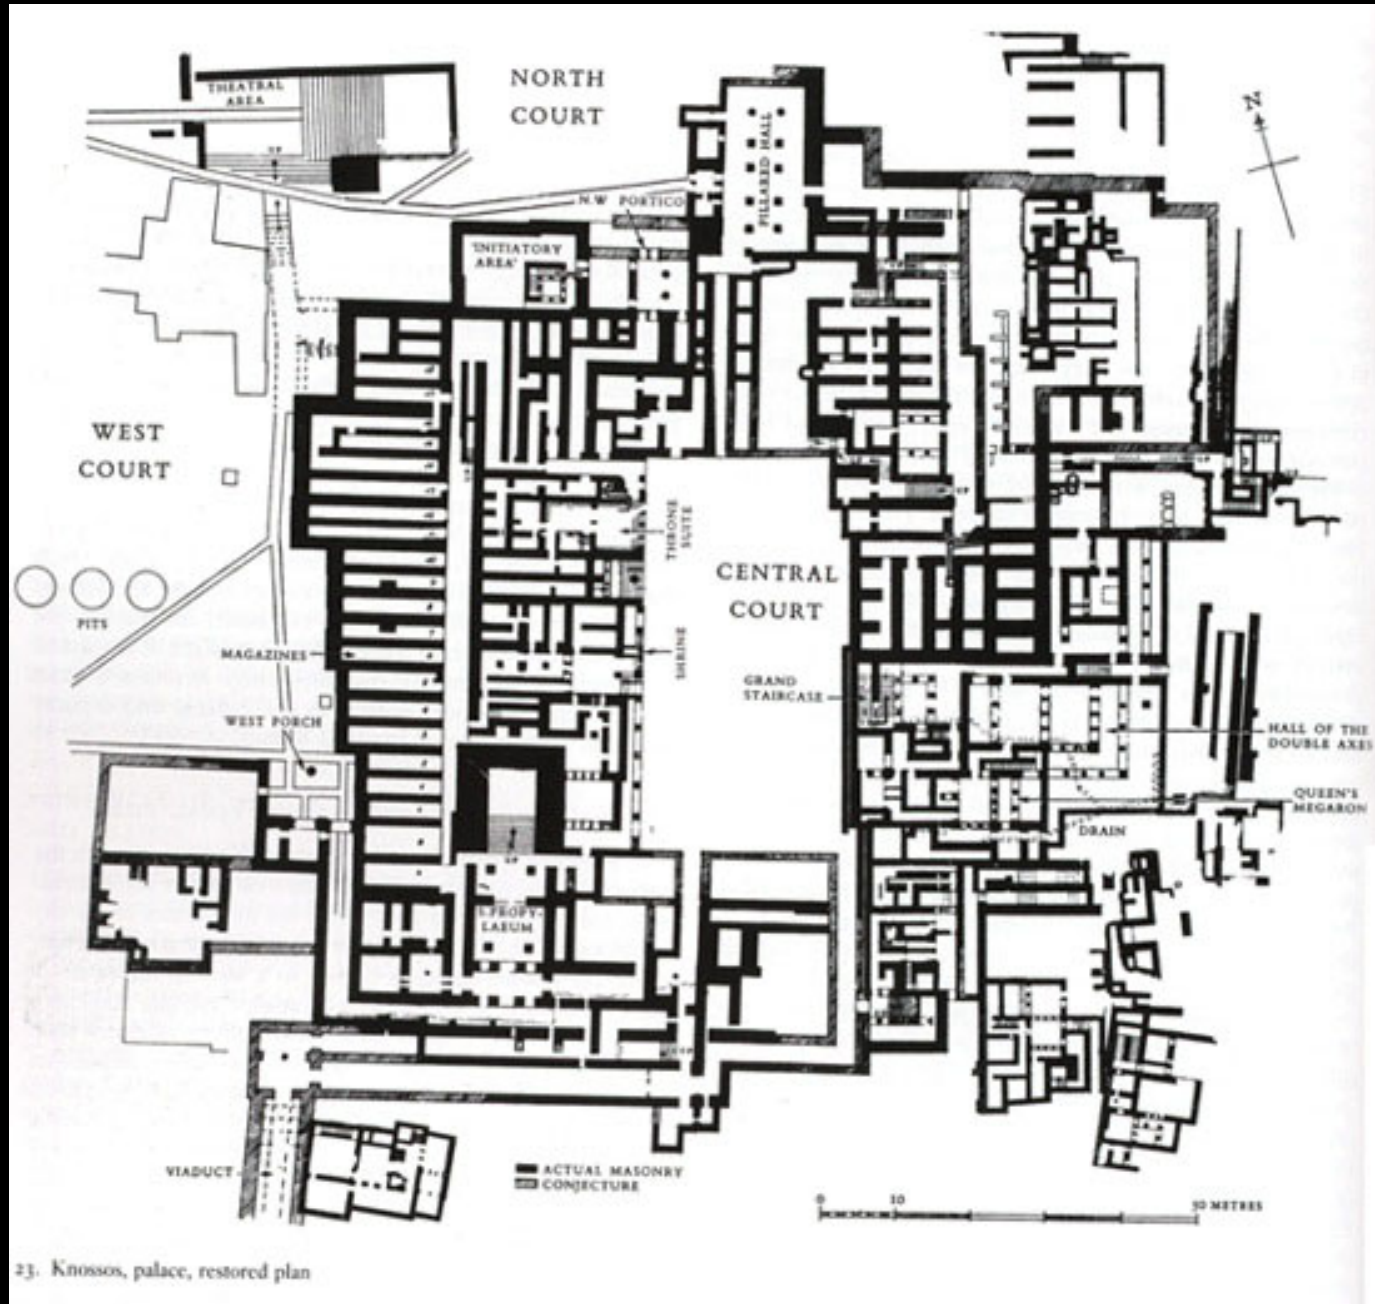 THEATRAL
AREA
NORTH
COURT
PILLARED HALL
N
UP
N.W PORTICO
'INITIATORY
AREA'
WEST
COURT
THRONE
SUITE
CENTRAL
COURT
PITS
MAGAZINES
SHRINE
GRAND
STAIRCASE
WEST PORCH
HALL OF THE
DOUBLE AXES
QUEEN'S
MEGARON
DRAIN
UP
S.PROPY-
LAEUM
VIADUCT
ACTUAL MASONRY
CONJECTURE
0 10 50 METRES
23. Knossos, palace, restored plan